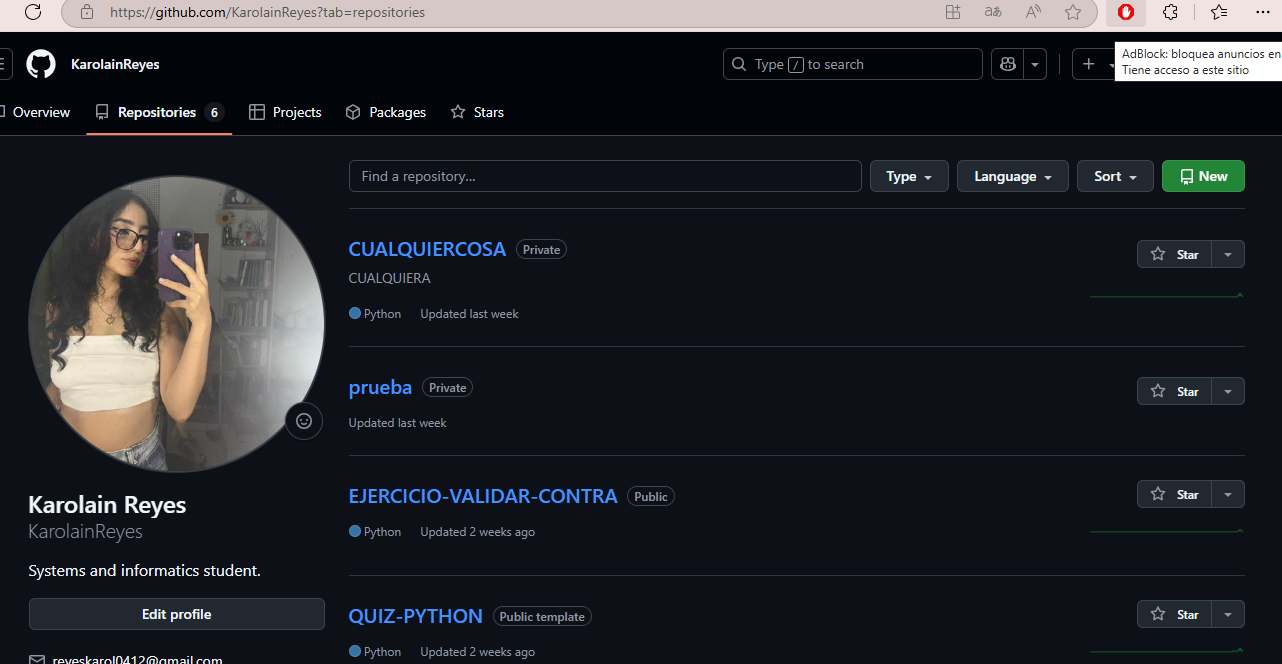 https://github.com/KarolainReyes?tab=repositories
AdBlock: bloquea anuncios en
Tiene acceso a este sitio
KarolainReyes
Type / to search
Overview
Repositories 6
Projects
Packages
Stars
Find a repository...
Type
Language
Sort
New
CUALQUIERCOSA Private
CUALQUIERA
Python Updated last week
Star
prueba Private
Updated last week
Star
EJERCICIO-VALIDAR-CONTRA Public
Python Updated 2 weeks ago
Star
QUIZ-PYTHON Public template
Python Updated 2 weeks ago
Star
Karolain Reyes
KarolainReyes
Systems and informatics student.
Edit profile
reyeskarol0412@gmail.com